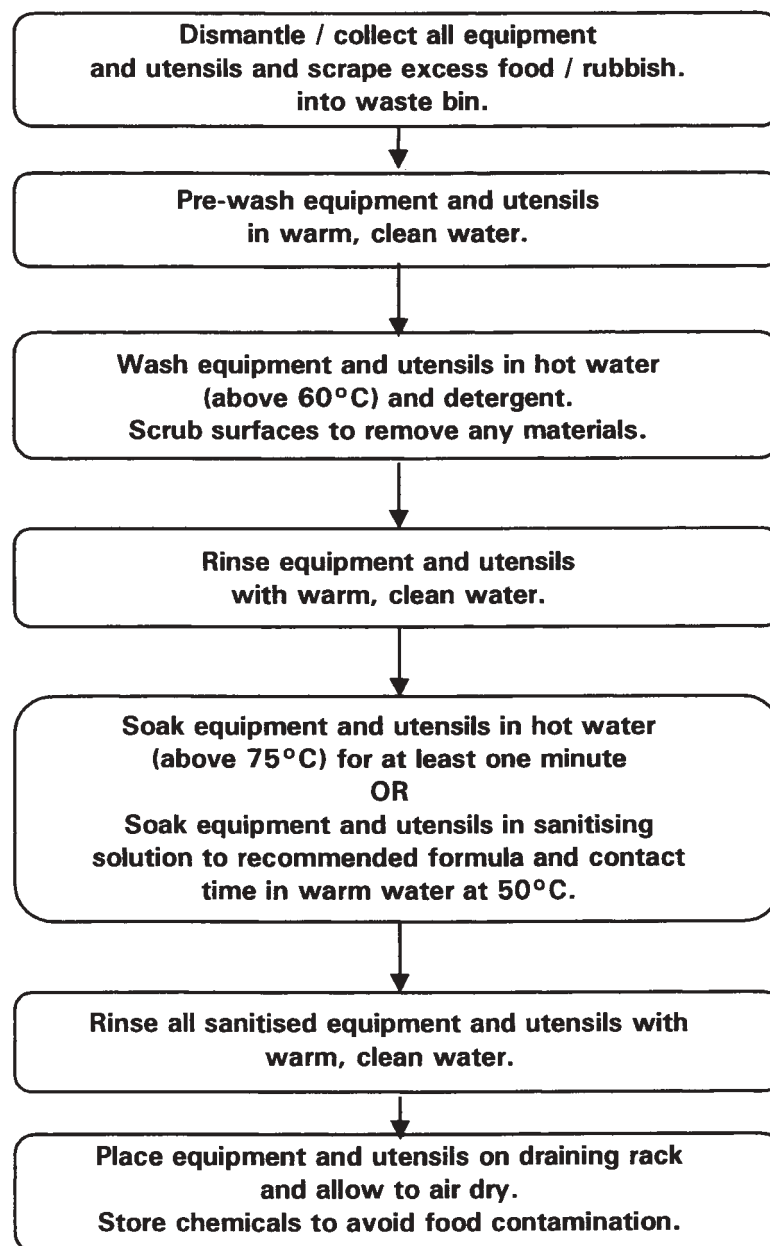 Dismantle / collect all equipment
and utensils and scrape excess food / rubbish.
into waste bin.
Pre-wash equipment and utensils
in warm, clean water.
Wash equipment and utensils in hot water
(above 60°C) and detergent.
Scrub surfaces to remove any materials.
Rinse equipment and utensils
with warm, clean water.
Soak equipment and utensils in hot water
(above 75°C) for at least one minute
OR
Soak equipment and utensils in sanitising
solution to recommended formula and contact
time in warm water at 50°C.
Rinse all sanitised equipment and utensils with
warm, clean water.
Place equipment and utensils on draining rack
and allow to air dry.
Store chemicals to avoid food contamination.